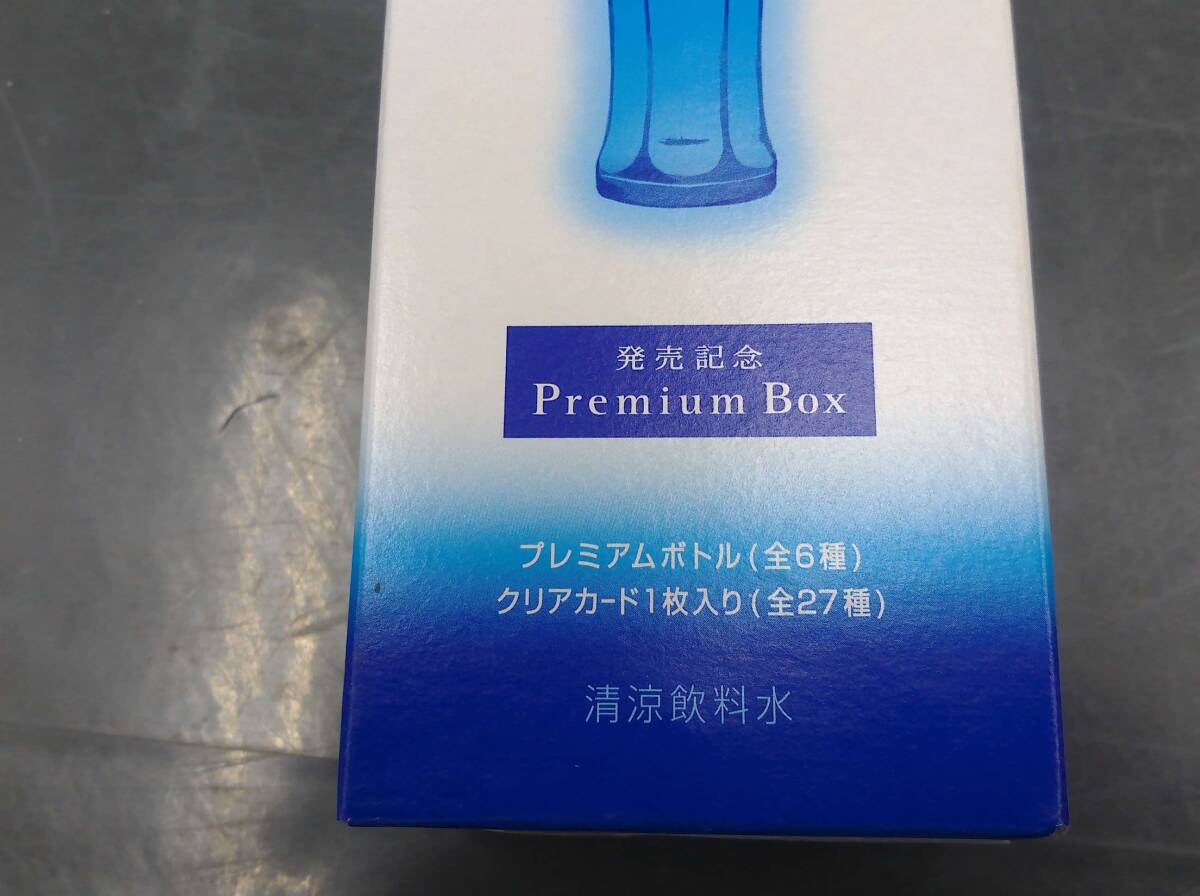 発売記念
Premium Box
プレミアムボトル(全6種)
クリアカード1枚入り(全27種)
清涼飲料水